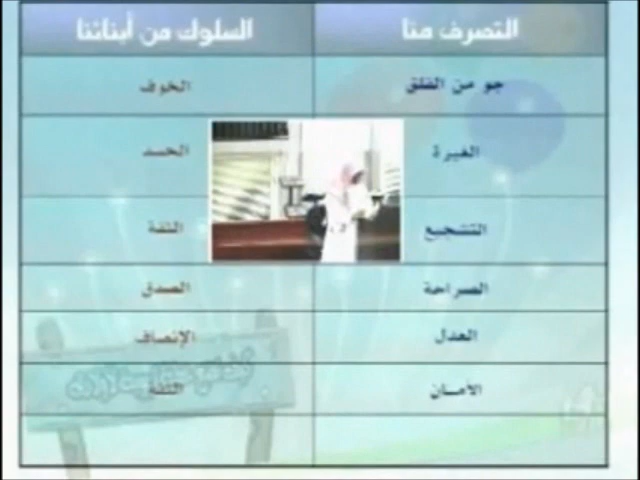 التصرف منا السلوك من أبنائنا
جو من القلق الخوف
الغيرة الحسد
التشجيع الثقة
الصراحة الصدق
العدل الإنصاف
الأمان الثقة